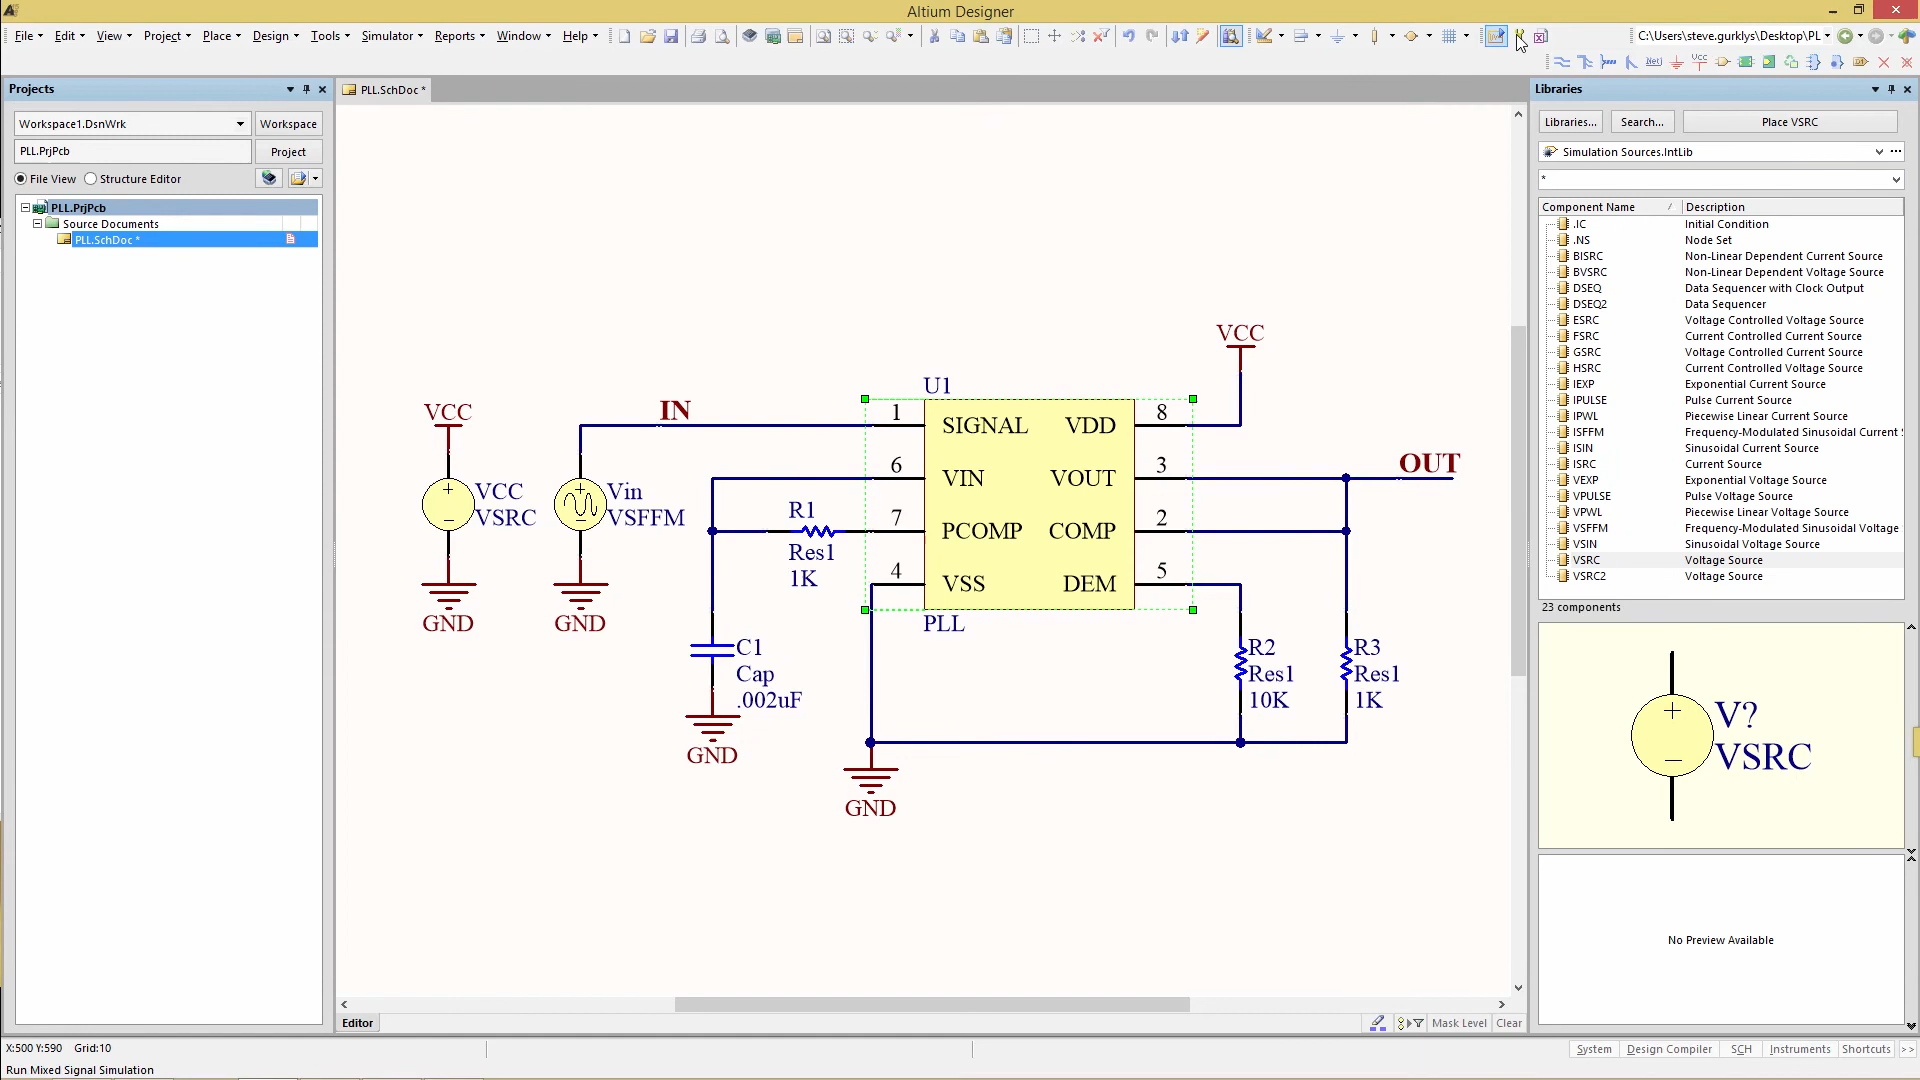 Altium Designer
File Edit View Project Place Design Tools Simulator Reports Window Help
C:\Users\steve.gurklys\Desktop\PL
Projects
Workspace1.DsnWrk Workspace
PLL.PrjPcb Project
File View Structure Editor
PLL.PrjPcb
Source Documents
PLL.SchDoc *
PLL.SchDoc *
VCC
U1
VCC
IN
1 SIGNAL VDD 8
6 VIN VOUT 3
OUT
VCC
VSRC
Vin
VSFFM
R1
7 PCOMP COMP 2
Res1
1K
4 VSS DEM 5
GND
GND
PLL
C1
Cap
.002uF
R2
Res1
10K
R3
Res1
1K
GND
GND
Editor
Mask Level Clear
Libraries
Libraries... Search... Place VSRC
Simulation Sources.IntLib
*
Component Name / Description
.IC Initial Condition
.NS Node Set
BISRC Non-Linear Dependent Current Source
BVSRC Non-Linear Dependent Voltage Source
DSEQ Data Sequencer with Clock Output
DSEQ2 Data Sequencer
ESRC Voltage Controlled Voltage Source
FSRC Current Controlled Current Source
GSRC Voltage Controlled Current Source
HSRC Current Controlled Voltage Source
IEXP Exponential Current Source
IPULSE Pulse Current Source
IPWL Piecewise Linear Current Source
ISFFM Frequency-Modulated Sinusoidal Current
ISIN Sinusoidal Current Source
ISRC Current Source
VEXP Exponential Voltage Source
VPULSE Pulse Voltage Source
VPWL Piecewise Linear Voltage Source
VSFFM Frequency-Modulated Sinusoidal Voltage
VSIN Sinusoidal Voltage Source
VSRC Voltage Source
VSRC2 Voltage Source
23 components
V?
VSRC
No Preview Available
X:500 Y:590 Grid:10
System Design Compiler SCH Instruments Shortcuts >>
Run Mixed Signal Simulation